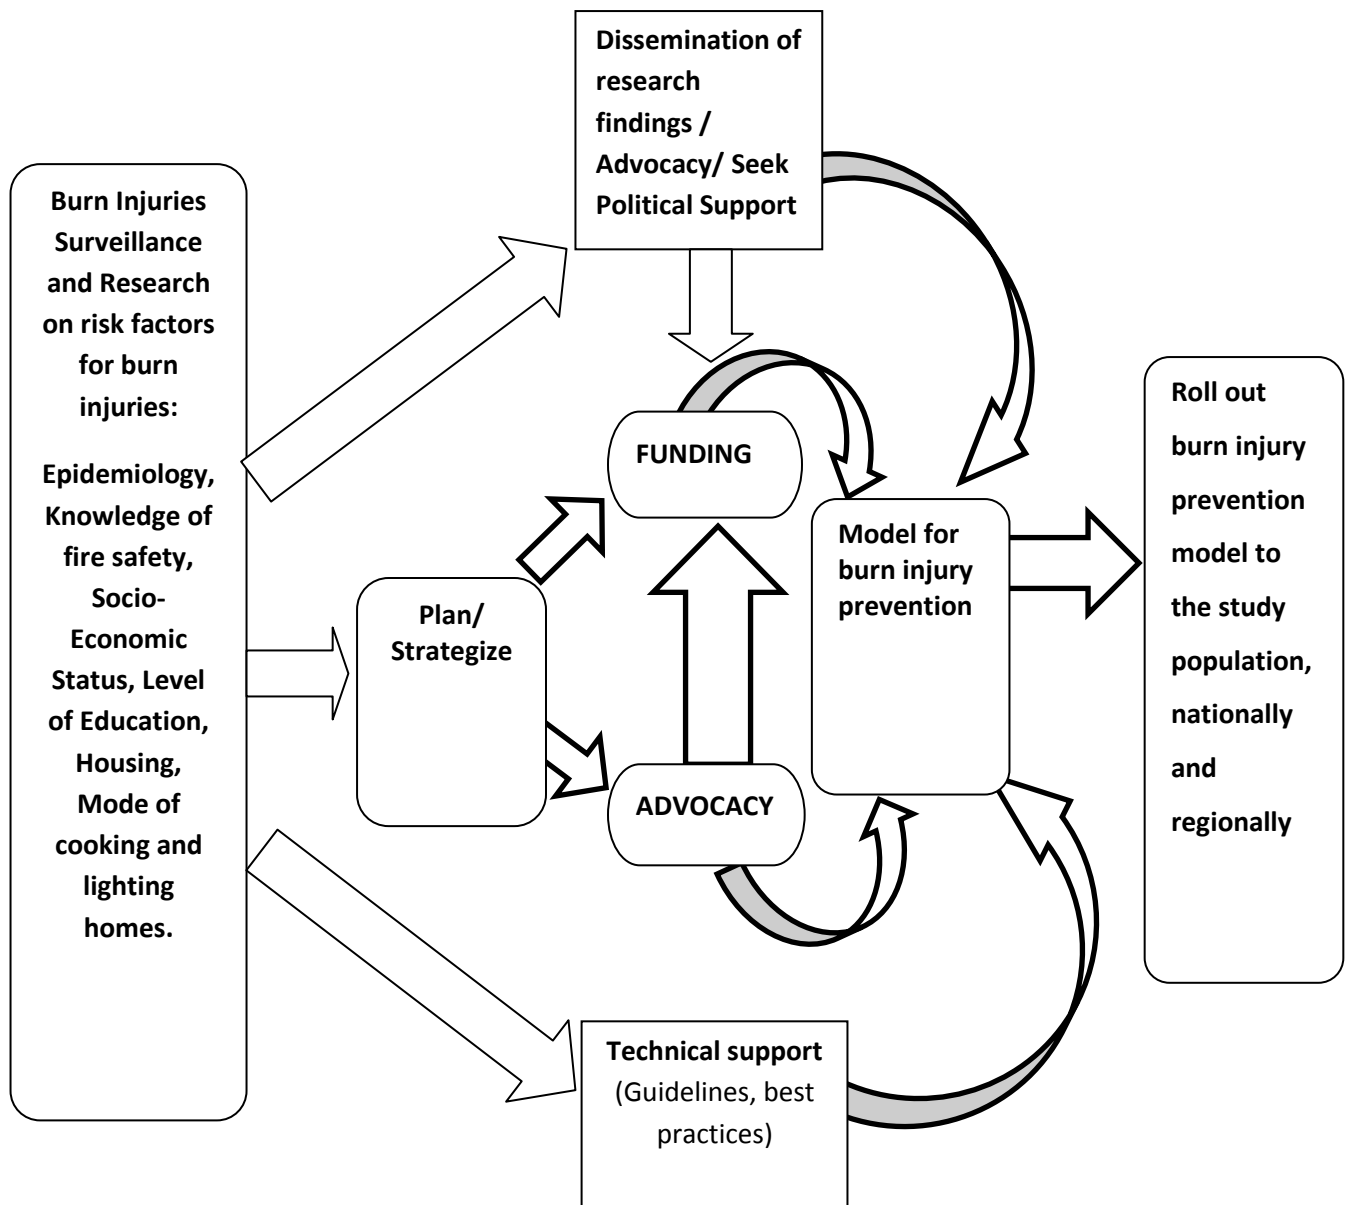 Dissemination of
research
findings /
Advocacy/ Seek
Political Support
Burn Injuries
Surveillance
and Research
on risk factors
for burn
injuries:
Epidemiology,
Knowledge of
fire safety,
Socio-
Economic
Status, Level
of Education,
Housing,
Mode of
cooking and
lighting
homes.
Plan/
Strategize
FUNDING
ADVOCACY
Model for
burn injury
prevention
Roll out
burn injury
prevention
model to
the study
population,
nationally
and
regionally
Technical support
(Guidelines, best
practices)